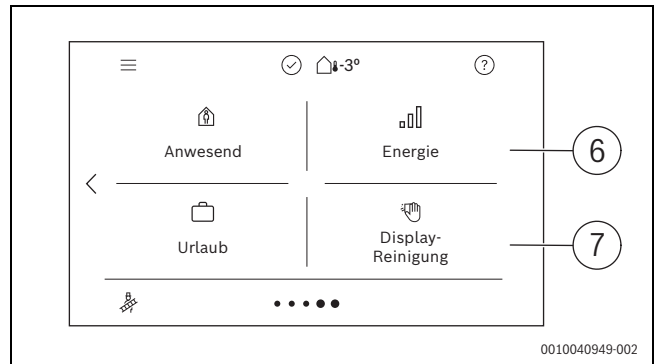 -3°
?
Anwesend
Energie
6
Urlaub
Display-
Reinigung
7
0010040949-002